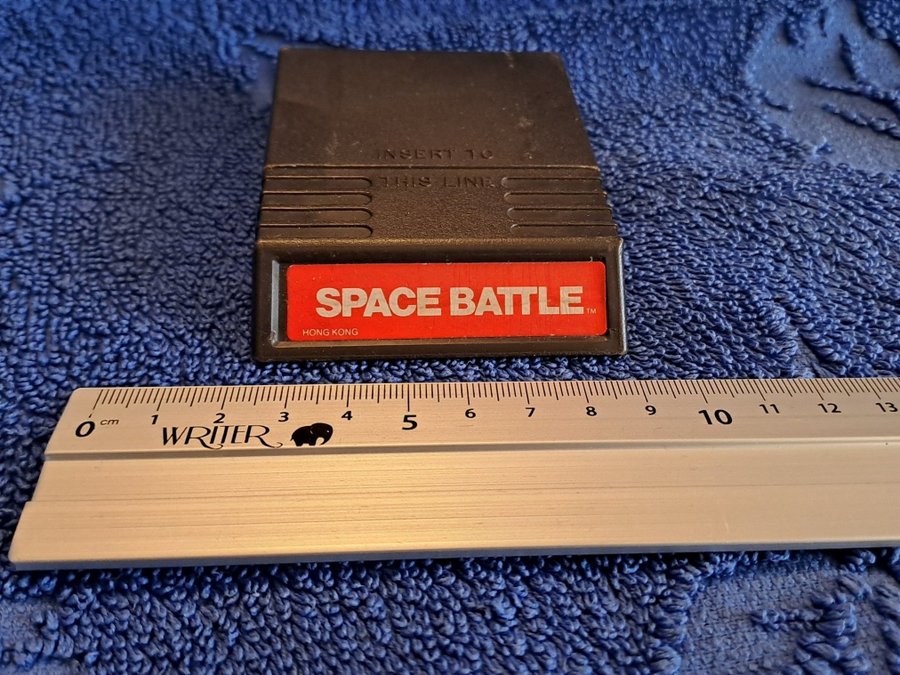 INSERT TO
THIS LINE
SPACE BATTLE™
HONG KONG
0 cm 1 2 3 4 5 6 7 8 9 10 11 12 13
WRITER